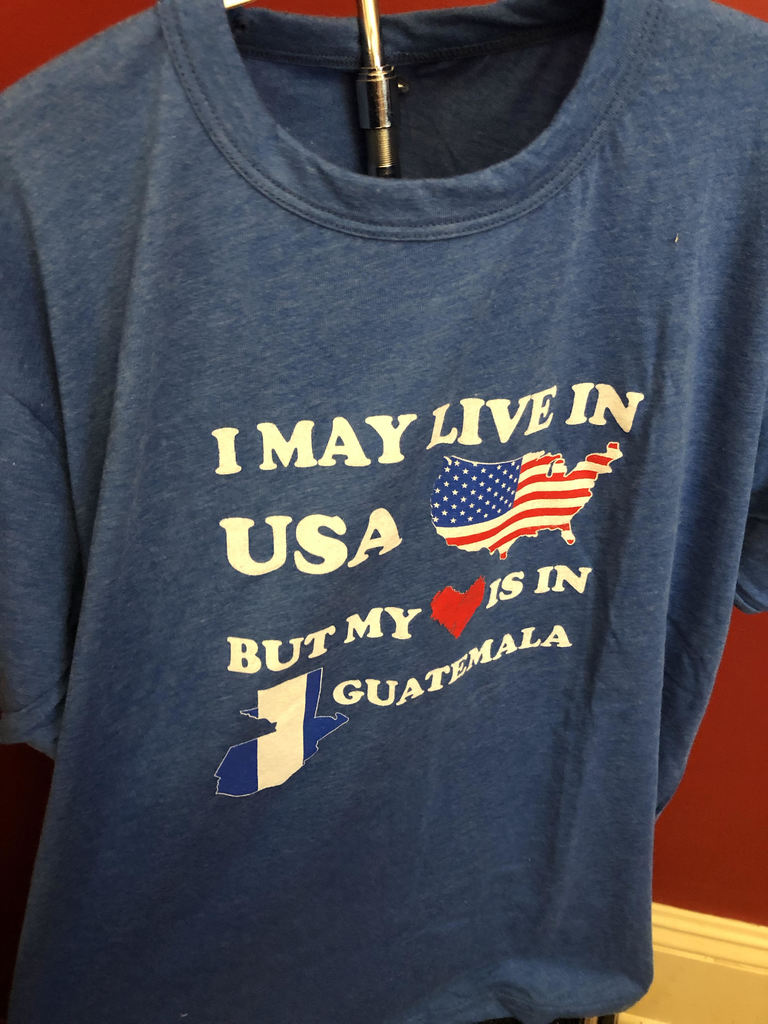 I MAY LIVE IN
USA
BUT MY IS IN
GUATEMALA